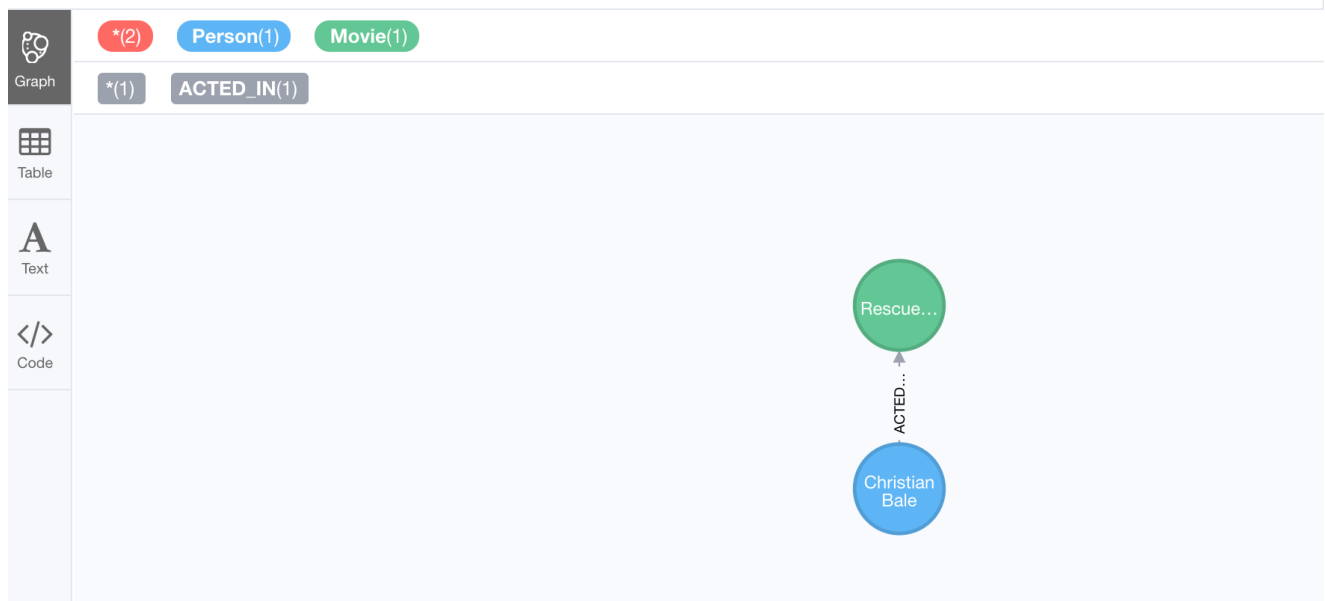 *(2) Person(1) Movie(1)
Graph
*(1) ACTED_IN(1)
Table
Text
Code
Rescue...
ACTED...
Christian
Bale